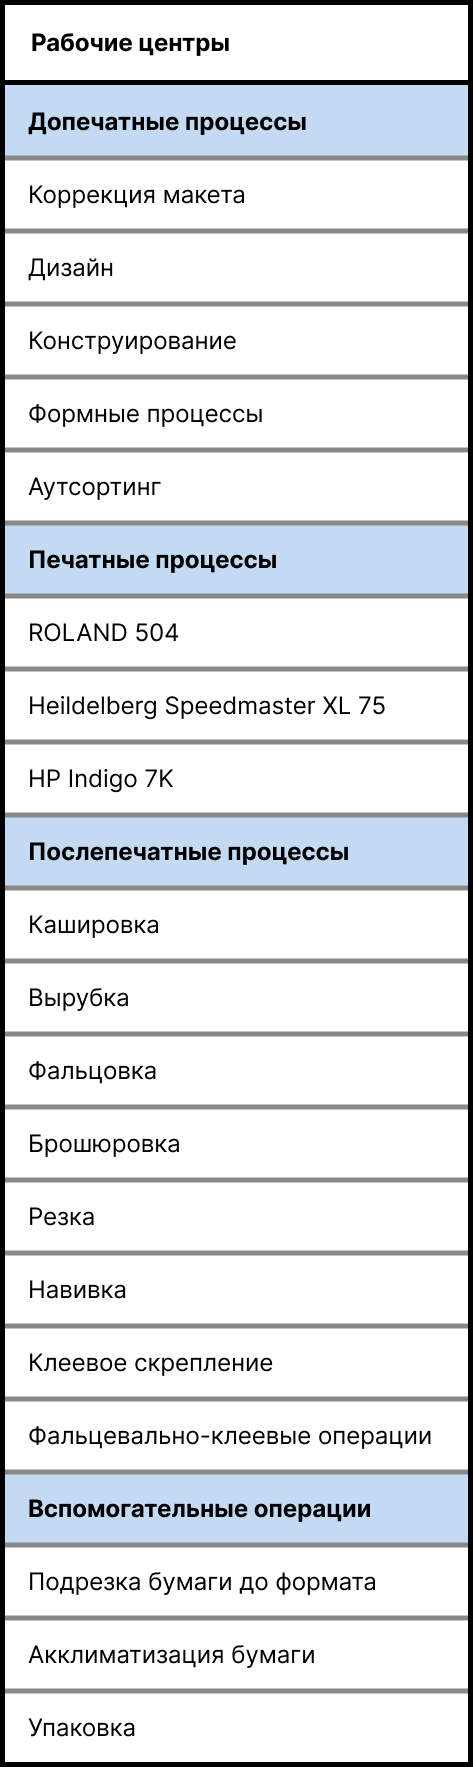 Рабочие центры
Допечатные процессы
Коррекция макета
Дизайн
Конструирование
Формные процессы
Аутсортинг
Печатные процессы
ROLAND 504
Heildelberg Speedmaster XL 75
HP Indigo 7K
Послепечатные процессы
Кашировка
Вырубка
Фальцовка
Брошюровка
Резка
Навивка
Клеевое скрепление
Фальцевально-клеевые операции
Вспомогательные операции
Подрезка бумаги до формата
Акклиматизация бумаги
Упаковка